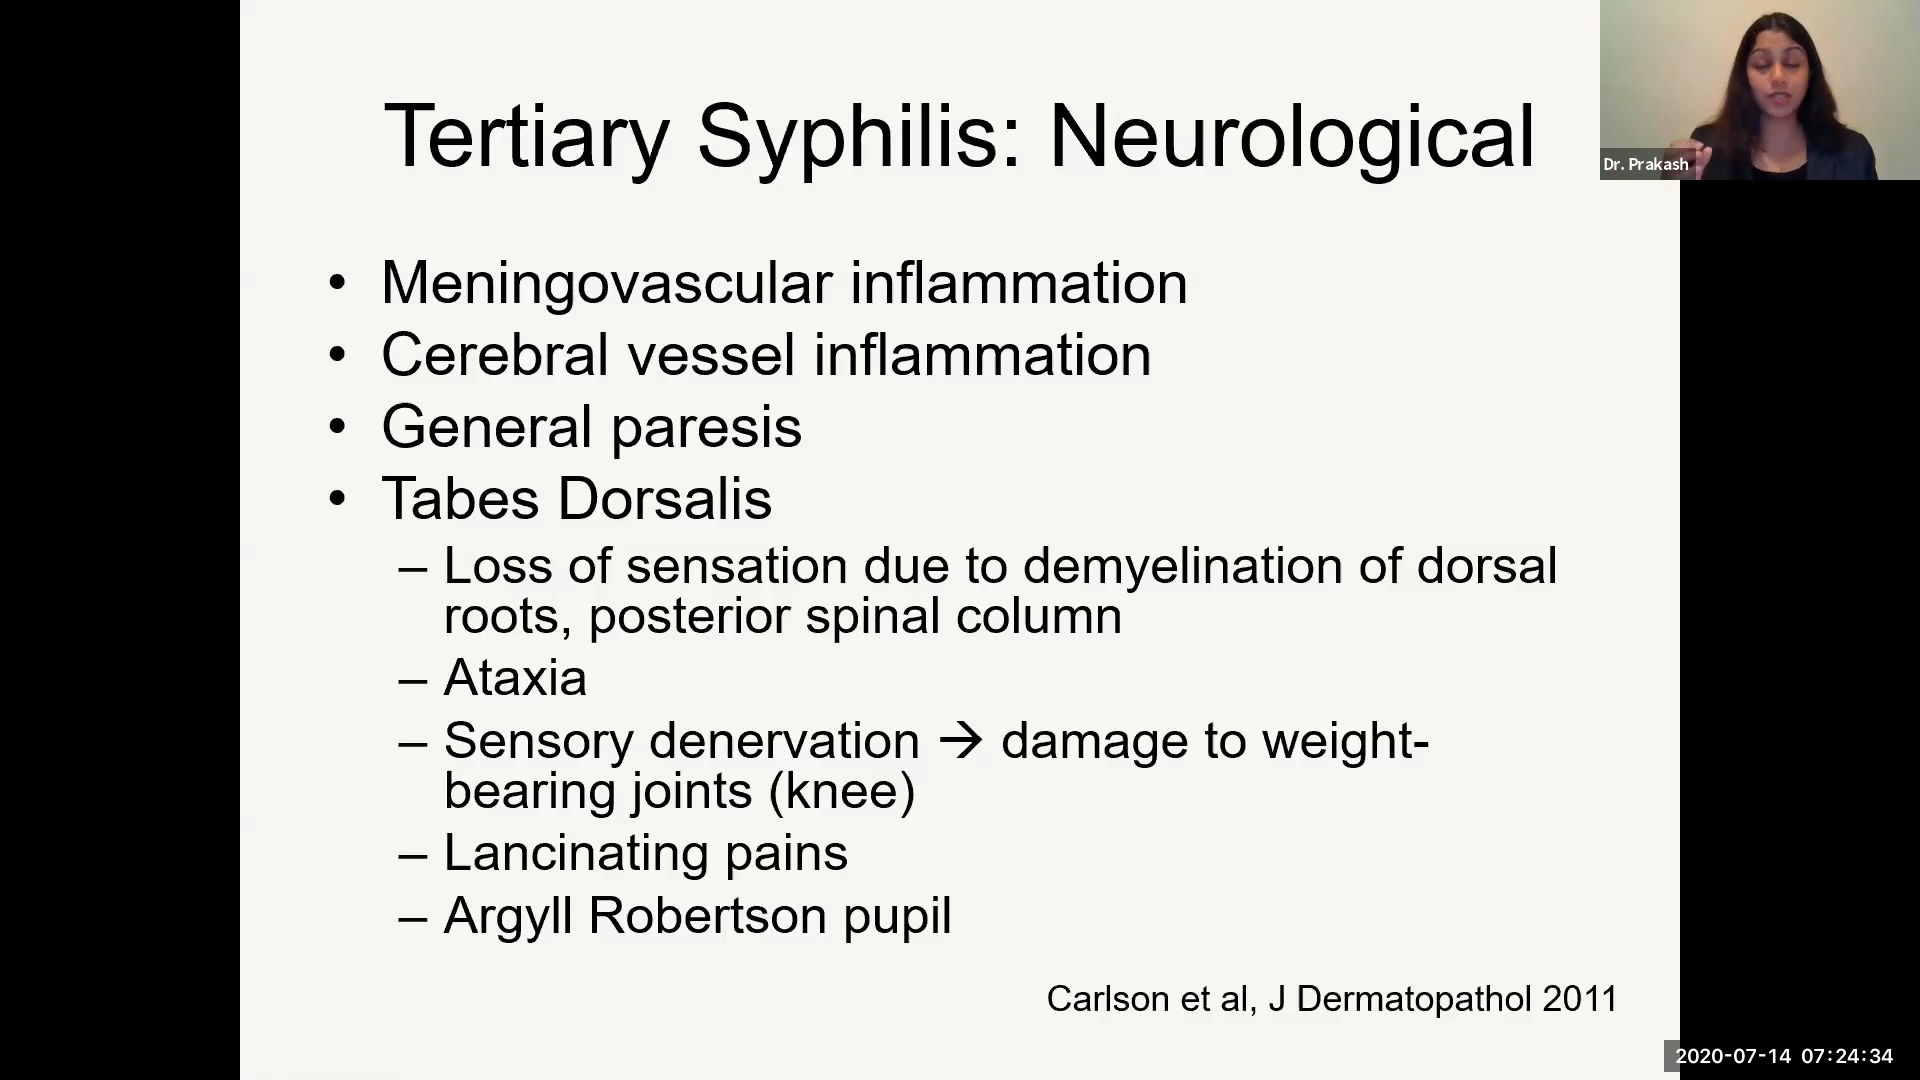 Tertiary Syphilis: Neurological
Dr. Prakash
• Meningovascular inflammation
• Cerebral vessel inflammation
• General paresis
• Tabes Dorsalis
– Loss of sensation due to demyelination of dorsal
roots, posterior spinal column
– Ataxia
– Sensory denervation → damage to weight-
bearing joints (knee)
– Lancinating pains
– Argyll Robertson pupil
Carlson et al, J Dermatopathol 2011
2020-07-14 07:24:34